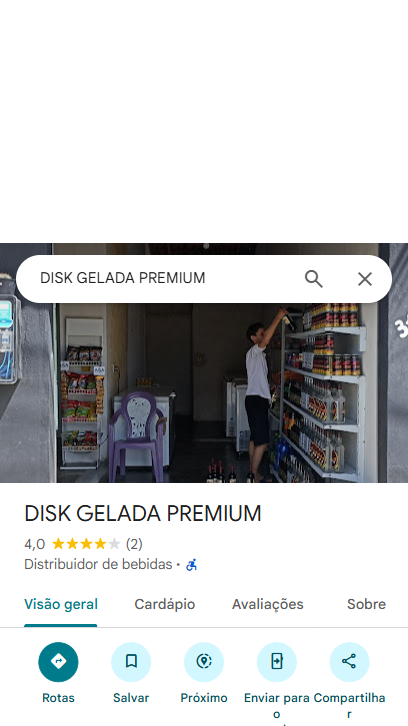 DISK GELADA PREMIUM
DISK GELADA PREMIUM
4,0 (2)
Distribuidor de bebidas ·
Visão geral Cardápio Avaliações Sobre
Rotas Salvar Próximo Enviar para o Compartilhar